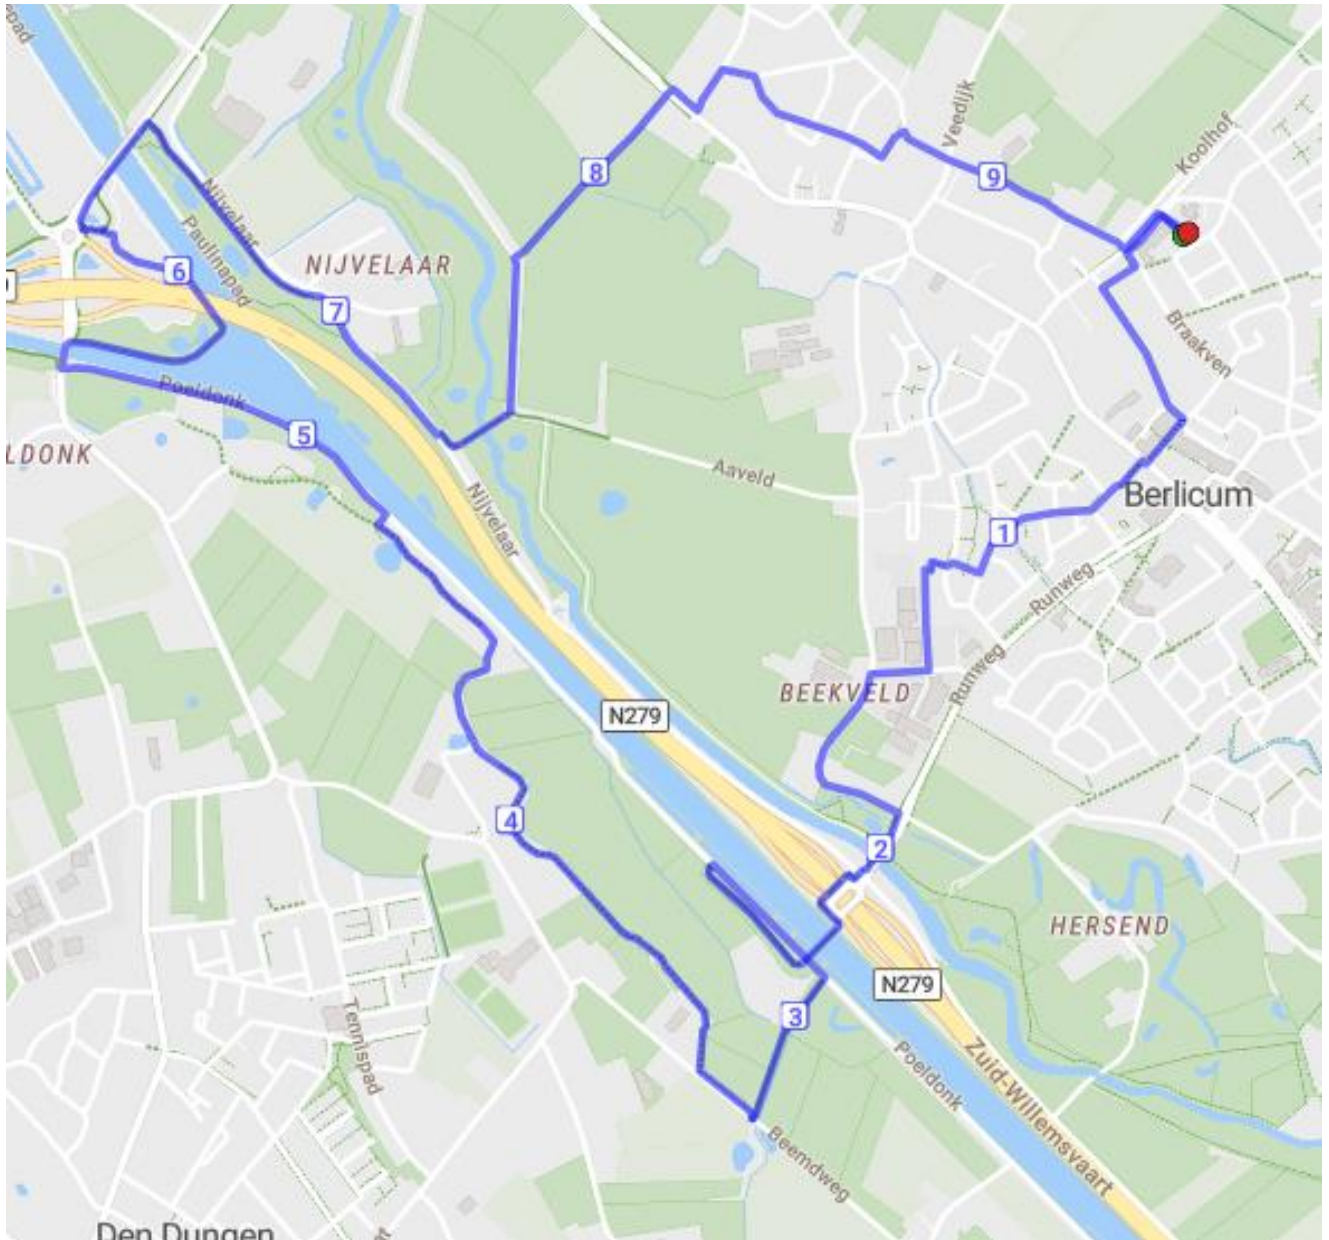 Veedijk
Koolhof
8
9
Nijvelaar
Paulinapad
NIJVELAAR
6
7
Braakven
Poeldonk
5
LDONK
Aaveld
Berlicum
Nijvelaar
1
Runweg
Runweg
BEEKVELD
N279
4
2
HERSEND
N279
3
Tennispad
Poeldonk
Zuid-Willemsvaart
Beemdweg
Den Dungen